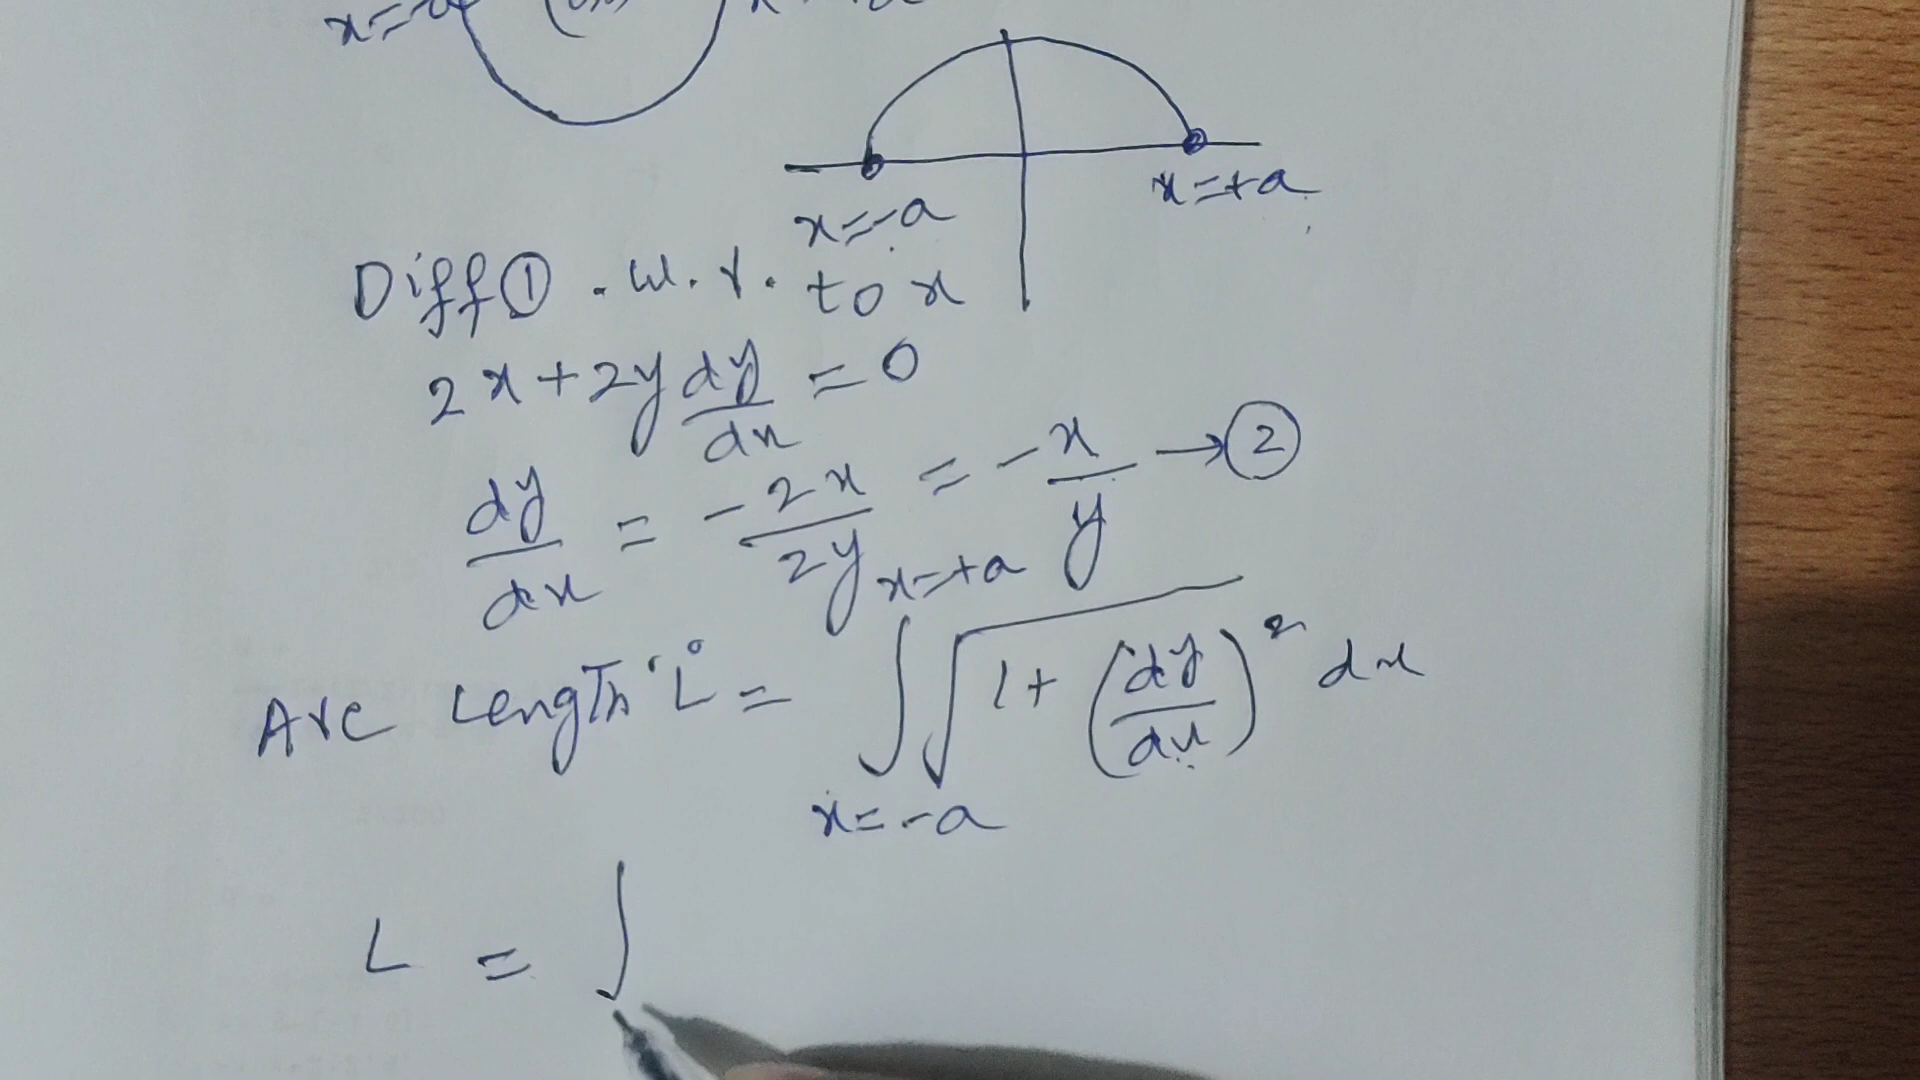 x=-a
x=-a
x=+a
Diff ① . w.r. to x
2x+2y dy/dx = 0
dy/dx = -2x/2y = -x/y → ②
x=+a
Arc Length 'L' = ∫√1+(dy/dx)² dx
x=-a
L = ∫